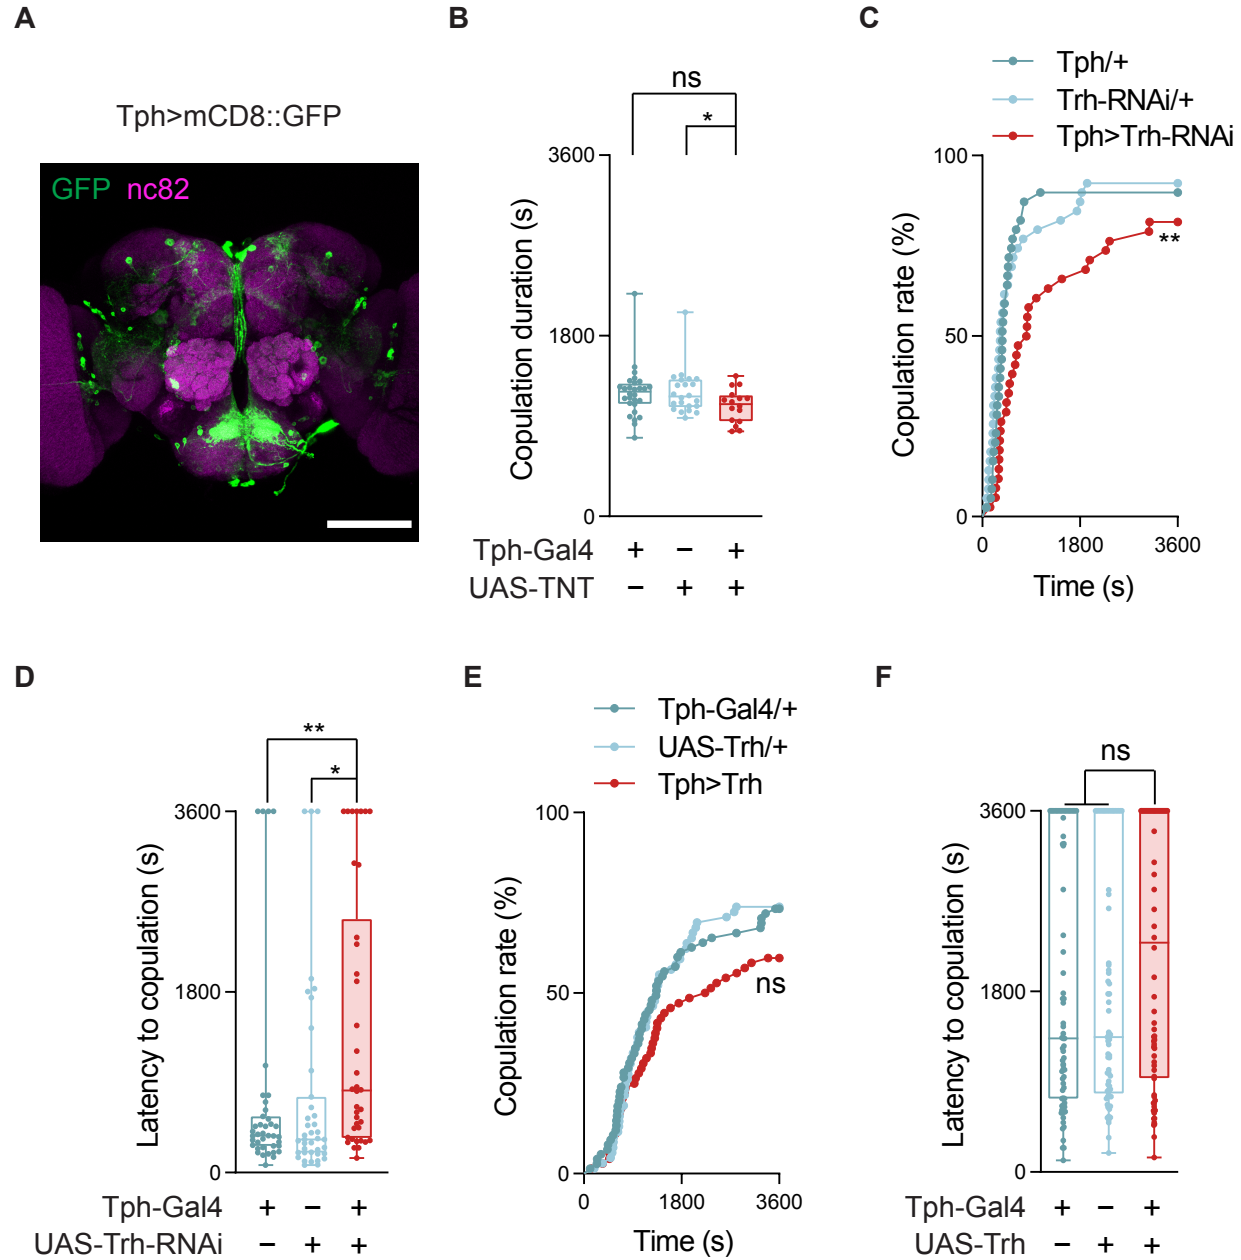 A
Tph>mCD8::GFP
GFP nc82
B
ns
*
3600
1800
0
Copulation duration (s)
Tph-Gal4 + − +
UAS-TNT − + +
C
Tph/+
Trh-RNAi/+
Tph>Trh-RNAi
100
50
0
Copulation rate (%)
**
0 1800 3600
Time (s)
D
**
*
3600
1800
0
Latency to copulation (s)
Tph-Gal4 + − +
UAS-Trh-RNAi − + +
E
Tph-Gal4/+
UAS-Trh/+
Tph>Trh
100
50
0
Copulation rate (%)
ns
0 1800 3600
Time (s)
F
ns
3600
1800
0
Latency to copulation (s)
Tph-Gal4 + − +
UAS-Trh − + +